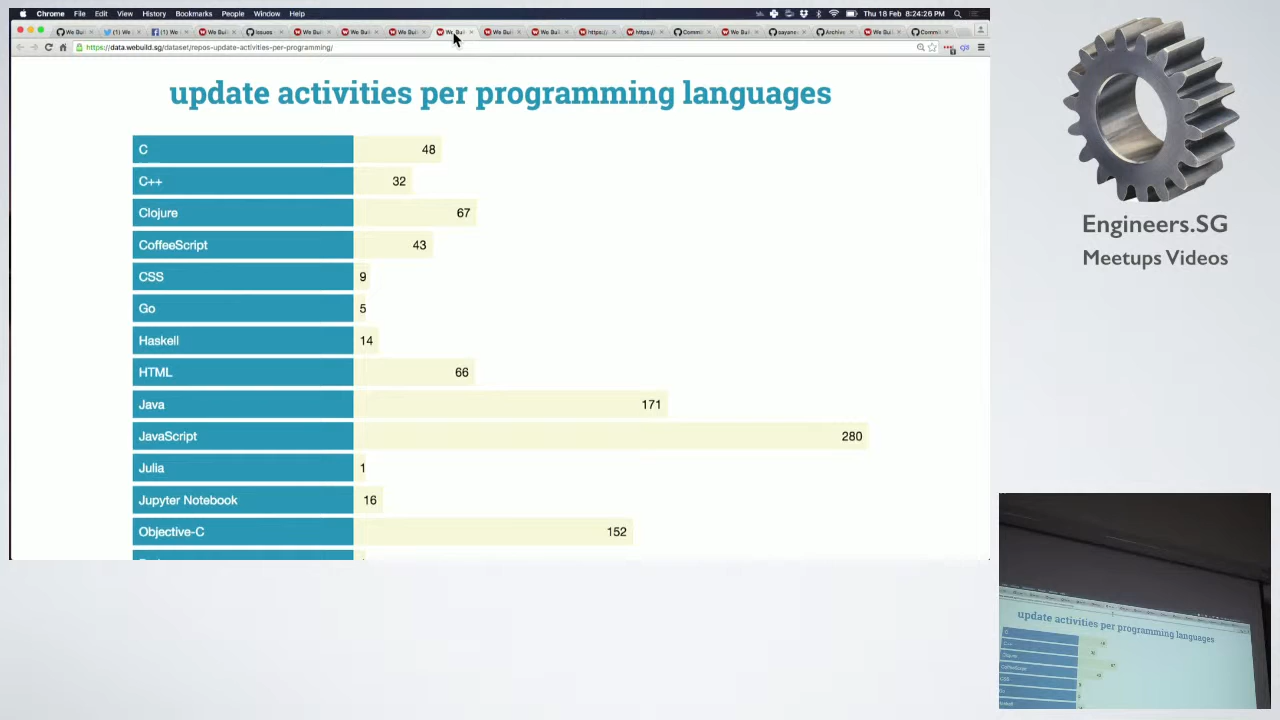 Chrome File Edit View History Bookmarks People Window Help
Thu 18 Feb 8:24:26 PM
https://data.webuild.sg/dataset/repos-update-activities-per-programming/
update activities per programming languages
C 48
C++ 32
Clojure 67
CoffeeScript 43
CSS 9
Go 5
Haskell 14
HTML 66
Java 171
JavaScript 280
Julia 1
Jupyter Notebook 16
Objective-C 152
Engineers.SG
Meetups Videos
update activities per programming languages